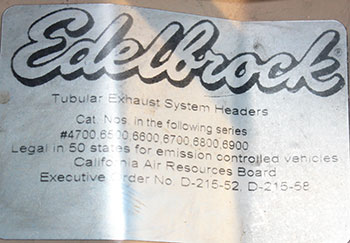 Edelbrock®
Tubular Exhaust System Headers
Cat. Nos. in the following series
#4700,6500,6600,6700,6800,6900
Legal in 50 states for emission controlled vehicles
California Air Resources Board
Executive Order No. D-215-52, D-215-58